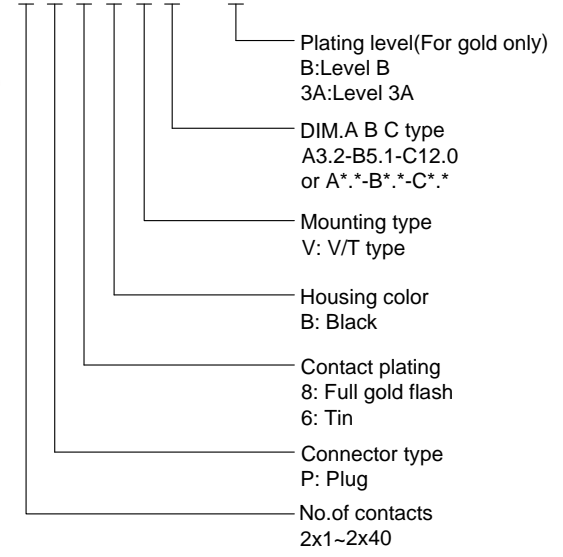 Plating level(For gold only)
B:Level B
3A:Level 3A
DIM.A B C type
A3.2-B5.1-C12.0
or A*.*-B*.*-C*.*
Mounting type
V: V/T type
Housing color
B: Black
Contact plating
8: Full gold flash
6: Tin
Connector type
P: Plug
No.of contacts
2x1~2x40